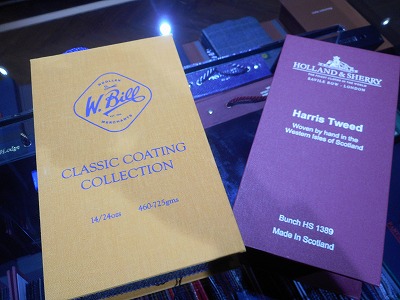 W. Bill
MERCHANTS
CLASSIC COATING
COLLECTION
14/24ozs 460-725gms
HOLLAND & SHERRY
SAVILE ROW · LONDON
Harris Tweed
Woven by hand in the
Western Isles of Scotland
Bunch HS 1389
Made in Scotland